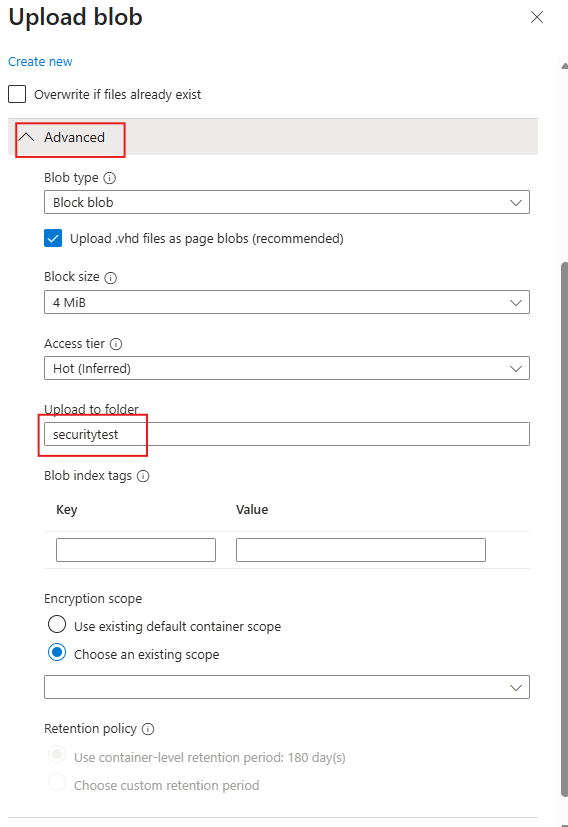 Upload blob
Create new
Overwrite if files already exist
Advanced
Blob type
Block blob
Upload .vhd files as page blobs (recommended)
Block size
4 MiB
Access tier
Hot (Inferred)
Upload to folder
securitytest
Blob index tags
Key Value
Encryption scope
Use existing default container scope
Choose an existing scope
Retention policy
Use container-level retention period: 180 day(s)
Choose custom retention period